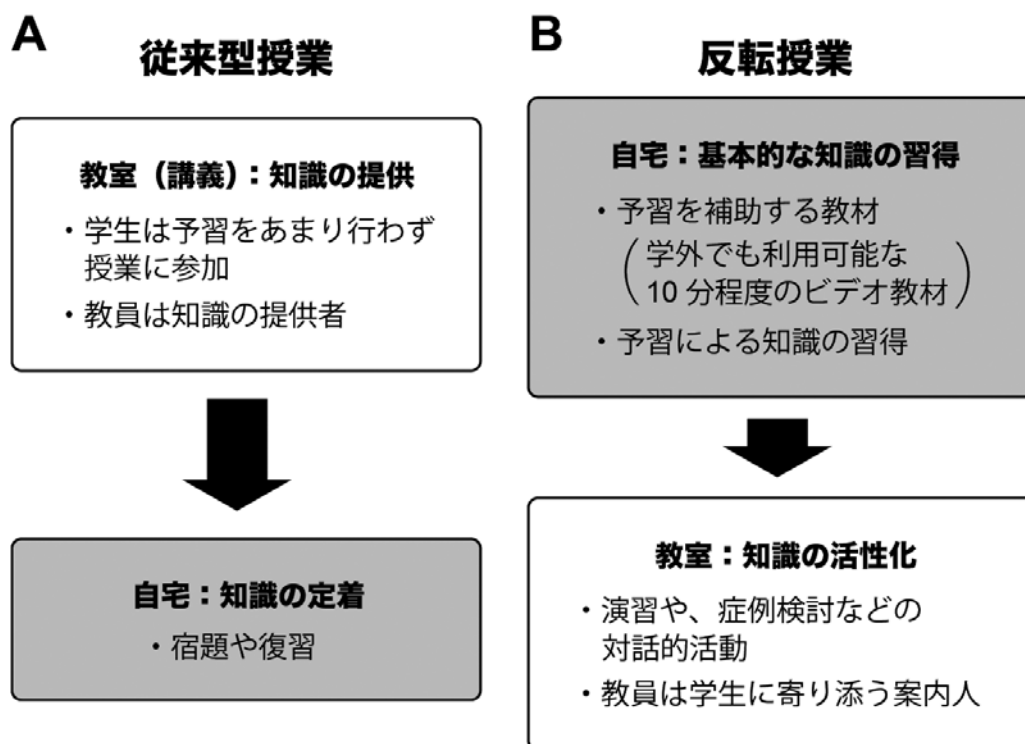 A
従来型授業
教室（講義）：知識の提供
・学生は予習をあまり行わず
授業に参加
・教員は知識の提供者
自宅：知識の定着
・宿題や復習
B
反転授業
自宅：基本的な知識の習得
・予習を補助する教材
（学外でも利用可能な
10 分程度のビデオ教材）
・予習による知識の習得
教室：知識の活性化
・演習や、症例検討などの
対話的活動
・教員は学生に寄り添う案内人